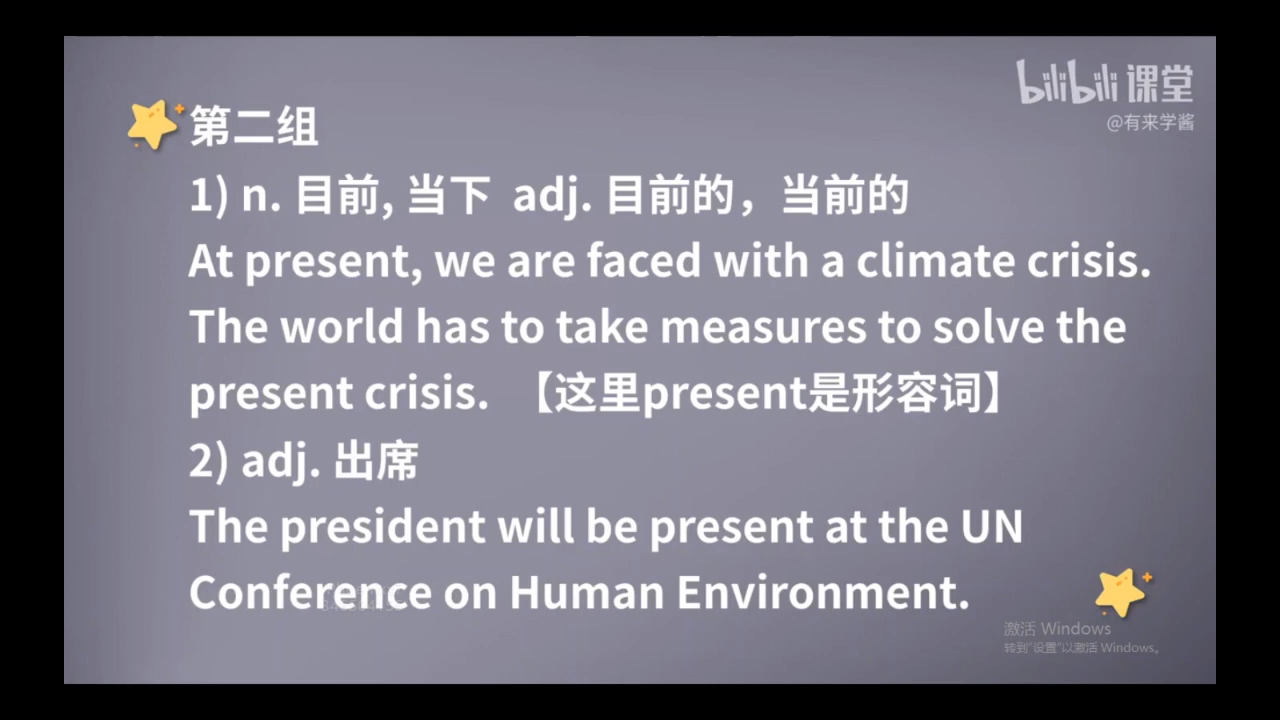 bilibili 课堂
@有来学酱
第二组
1) n. 目前, 当下 adj. 目前的，当前的
At present, we are faced with a climate crisis.
The world has to take measures to solve the
present crisis. 【这里present是形容词】
2) adj. 出席
The president will be present at the UN
Conference on Human Environment.
激活 Windows
转到"设置"以激活 Windows。